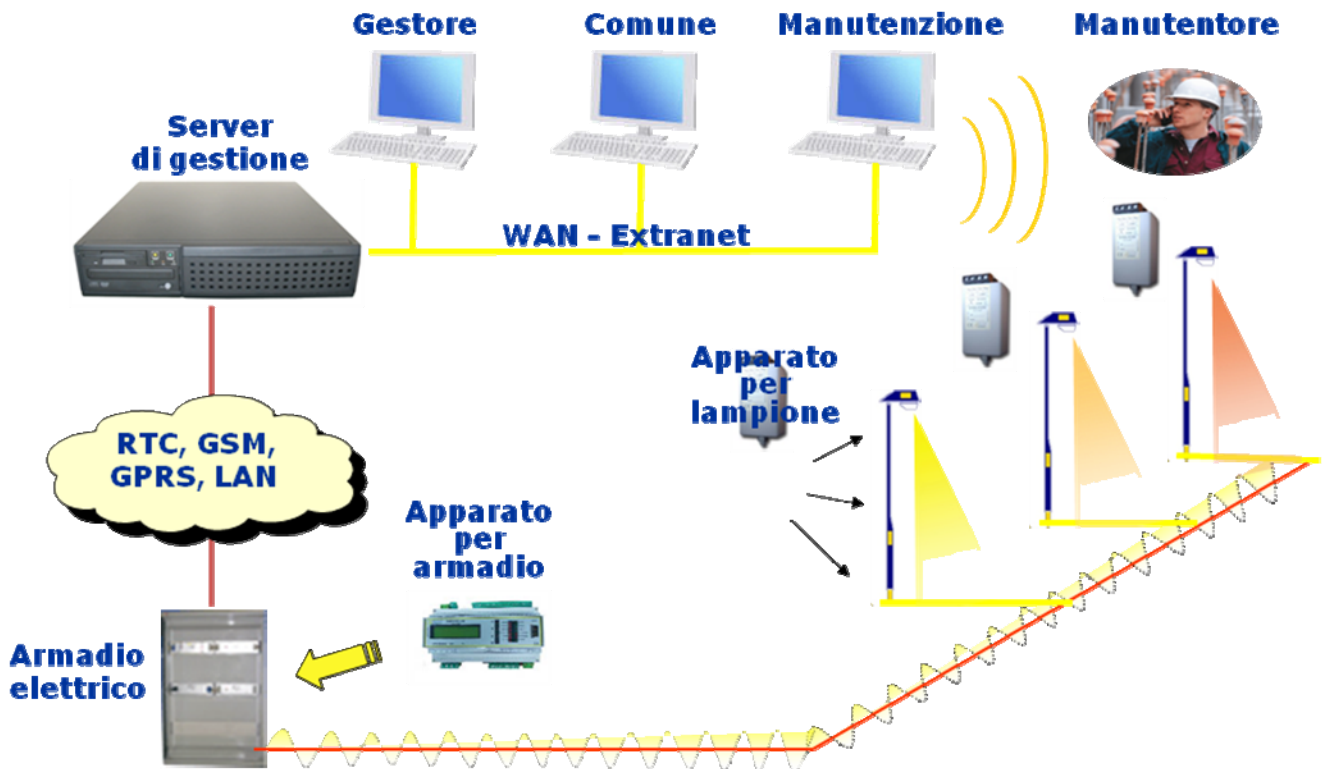 Gestore
Comune
Manutenzione
Manutentore
Server
di gestione
WAN - Extranet
Apparato
per
lampione
RTC, GSM,
GPRS, LAN
Apparato
per
armadio
Armadio
elettrico